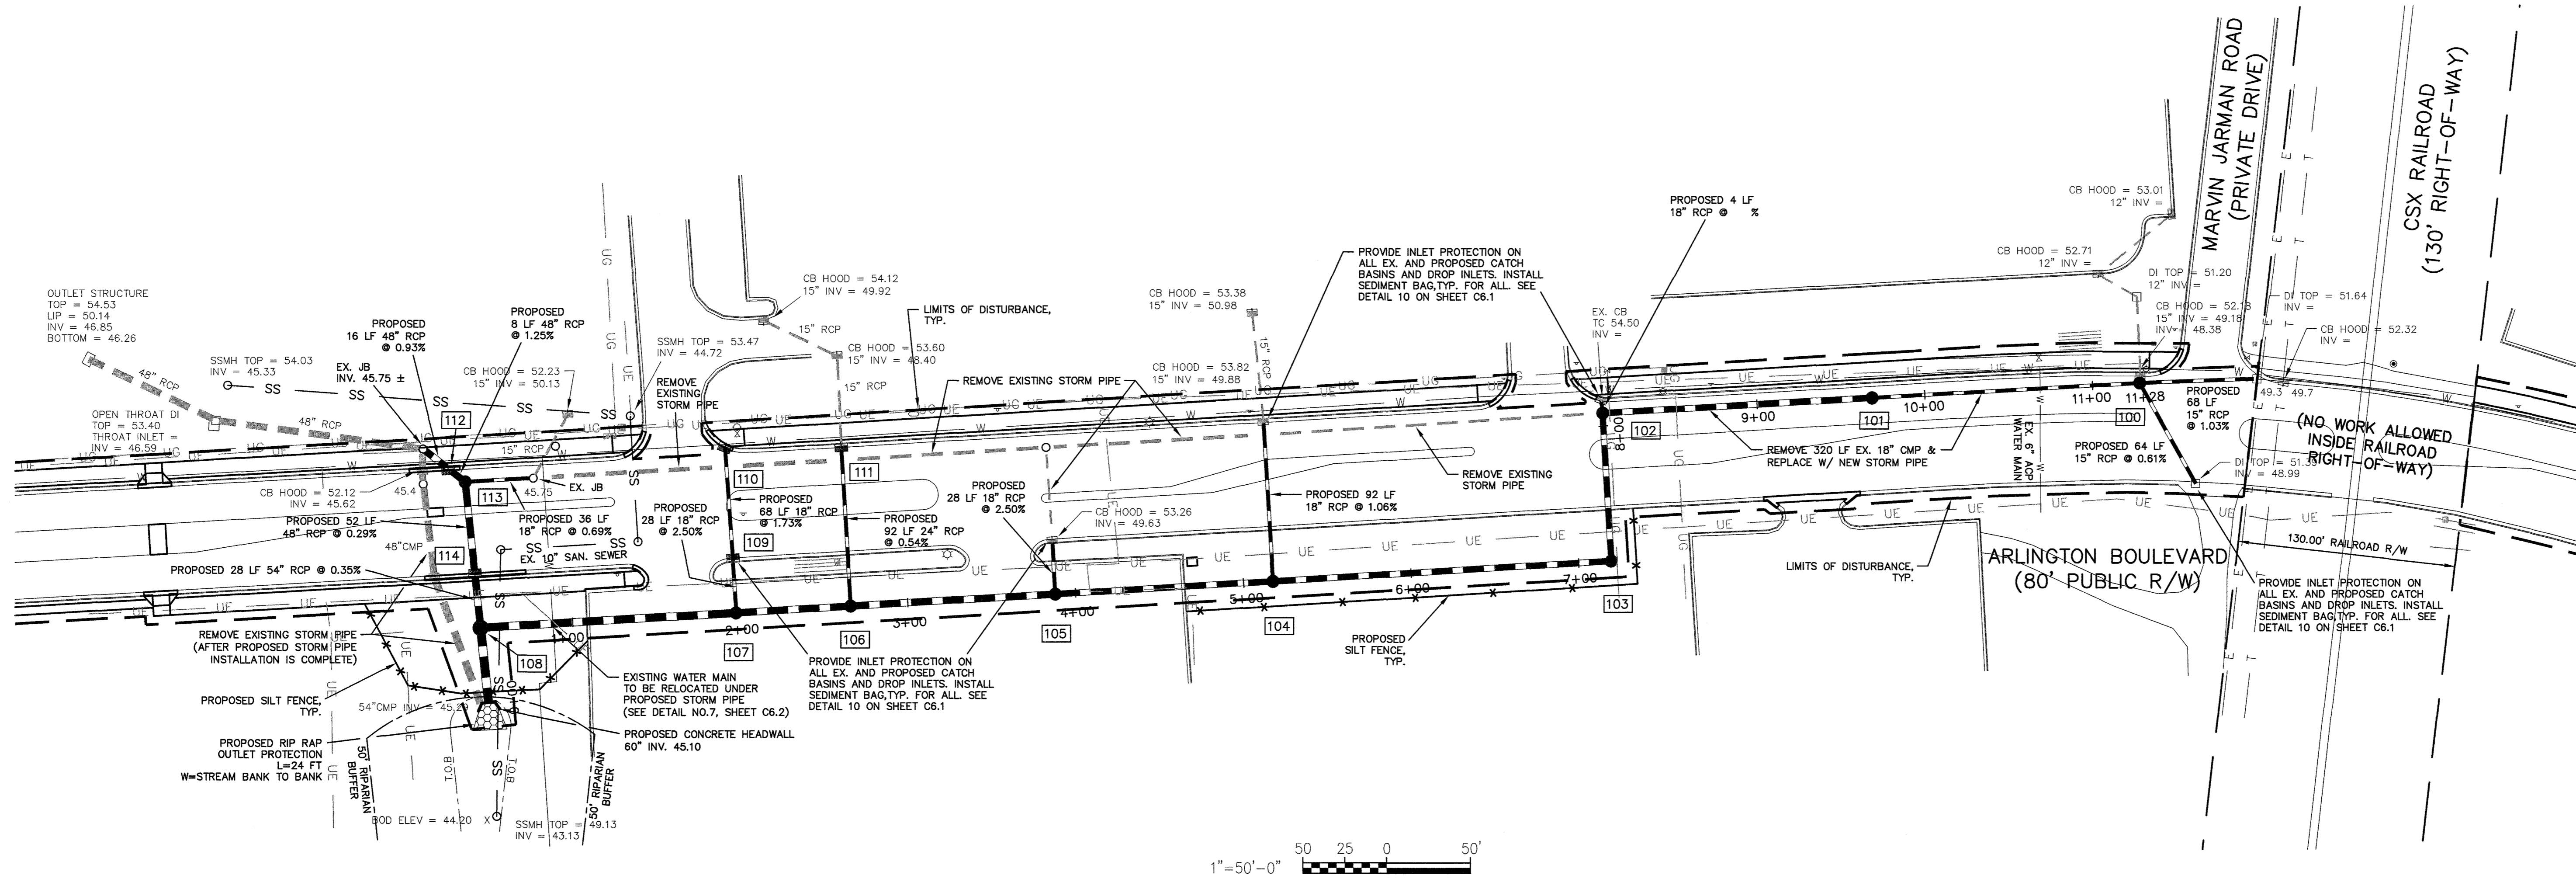 OUTLET STRUCTURE
TOP = 54.53
LIP = 50.14
INV = 46.85
BOTTOM = 46.26
48" RCP
SSMH TOP = 54.03
INV = 45.33
OPEN THROAT DI
TOP = 53.40
THROAT INLET =
INV = 46.59
48" RCP
PROPOSED
16 LF 48" RCP
@ 0.93%
EX. JB
INV. 45.75 ±
112
PROPOSED
8 LF 48" RCP
@ 1.25%
CB HOOD = 52.23
15" INV = 50.13
SSMH TOP = 53.47
INV = 44.72
REMOVE
EXISTING
STORM PIPE
15" RCP
CB HOOD = 52.12
INV = 45.62
45.4
113
45.75
EX. JB
PROPOSED 52 LF
48" RCP @ 0.29%
PROPOSED 36 LF
18" RCP @ 0.69%
48"CMP
114
EX. 10" SAN. SEWER
PROPOSED 28 LF 54" RCP @ 0.35%
REMOVE EXISTING STORM PIPE
(AFTER PROPOSED STORM PIPE
INSTALLATION IS COMPLETE)
PROPOSED SILT FENCE,
TYP.
54"CMP INV = 45.29
108
PROPOSED RIP RAP
OUTLET PROTECTION
L=24 FT
W=STREAM BANK TO BANK
50' RIPARIAN
BUFFER
T.O.B
T.O.B
50' RIPARIAN
BUFFER
BOD ELEV = 44.20 X
SSMH TOP = 49.13
INV = 43.13
EXISTING WATER MAIN
TO BE RELOCATED UNDER
PROPOSED STORM PIPE
(SEE DETAIL NO.7, SHEET C6.2)
PROPOSED CONCRETE HEADWALL
60" INV. 45.10
CB HOOD = 54.12
15" INV = 49.92
15" RCP
CB HOOD = 53.60
15" INV = 48.40
15" RCP
LIMITS OF DISTURBANCE,
TYP.
REMOVE EXISTING STORM PIPE
110
111
PROPOSED
68 LF 18" RCP
@ 1.73%
PROPOSED
28 LF 18" RCP
@ 2.50%
109
PROPOSED
92 LF 24" RCP
@ 0.54%
PROPOSED
28 LF 18" RCP
@ 2.50%
CB HOOD = 53.26
INV = 49.63
0+00
1+00
2+00
107
106
3+00
105
4+00
PROVIDE INLET PROTECTION ON
ALL EX. AND PROPOSED CATCH
BASINS AND DROP INLETS. INSTALL
SEDIMENT BAG,TYP. FOR ALL. SEE
DETAIL 10 ON SHEET C6.1
CB HOOD = 53.38
15" INV = 50.98
15" RCP
CB HOOD = 53.82
15" INV = 49.88
PROVIDE INLET PROTECTION ON
ALL EX. AND PROPOSED CATCH
BASINS AND DROP INLETS. INSTALL
SEDIMENT BAG,TYP. FOR ALL. SEE
DETAIL 10 ON SHEET C6.1
PROPOSED 92 LF
18" RCP @ 1.06%
REMOVE EXISTING
STORM PIPE
5+00
104
6+00
7+00
103
PROPOSED
SILT FENCE,
TYP.
PROPOSED 4 LF
18" RCP @ %
EX. CB
TC 54.50
INV =
102
8+00
9+00
101
10+00
11+00
11+28
100
REMOVE 320 LF EX. 18" CMP &
REPLACE W/ NEW STORM PIPE
EX. 6" ACP
WATER MAIN
CB HOOD = 53.01
12" INV =
CB HOOD = 52.71
12" INV =
DI TOP = 51.20
12" INV =
CB HOOD = 52.18
15" INV = 49.18
INV = 48.38
DI TOP = 51.64
INV =
CB HOOD = 52.32
INV =
49.3
49.7
68 LF
15" RCP
@ 1.03%
PROPOSED 64 LF
15" RCP @ 0.61%
DI TOP = 51.39
INV = 48.99
(NO WORK ALLOWED
INSIDE RAILROAD
RIGHT-OF-WAY)
MARVIN JARMAN ROAD
(PRIVATE DRIVE)
CSX RAILROAD
(130' RIGHT-OF-WAY)
130.00' RAILROAD R/W
LIMITS OF DISTURBANCE,
TYP.
ARLINGTON BOULEVARD
(80' PUBLIC R/W)
PROVIDE INLET PROTECTION ON
ALL EX. AND PROPOSED CATCH
BASINS AND DROP INLETS. INSTALL
SEDIMENT BAG,TYP. FOR ALL. SEE
DETAIL 10 ON SHEET C6.1
1"=50'-0"
50 25 0 50'